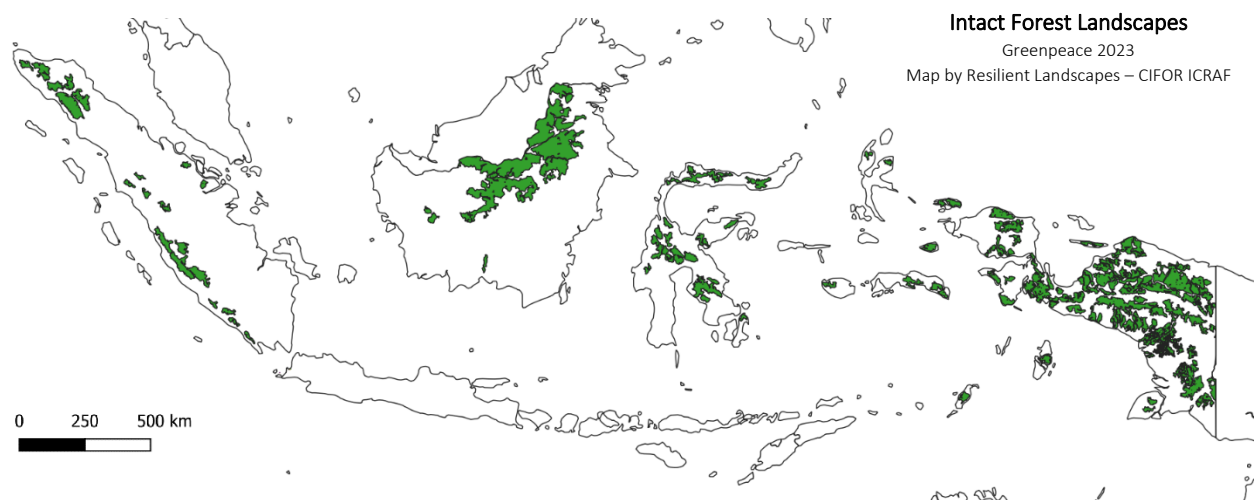 Intact Forest Landscapes
Greenpeace 2023
Map by Resilient Landscapes – CIFOR ICRAF
0 250 500 km